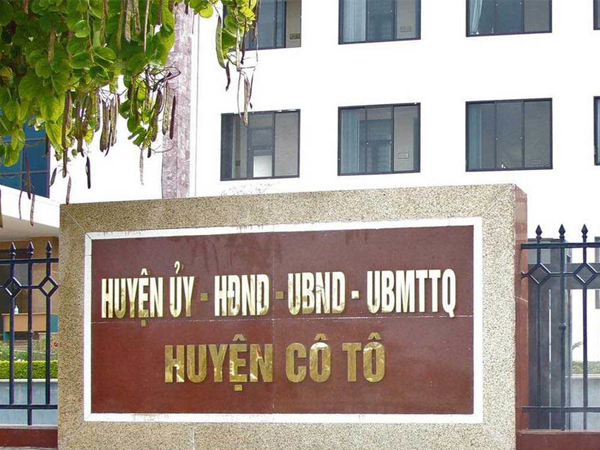 HUYỆN ỦY - HĐND - UBND - UBMTTQ
HUYỆN CÔ TÔ